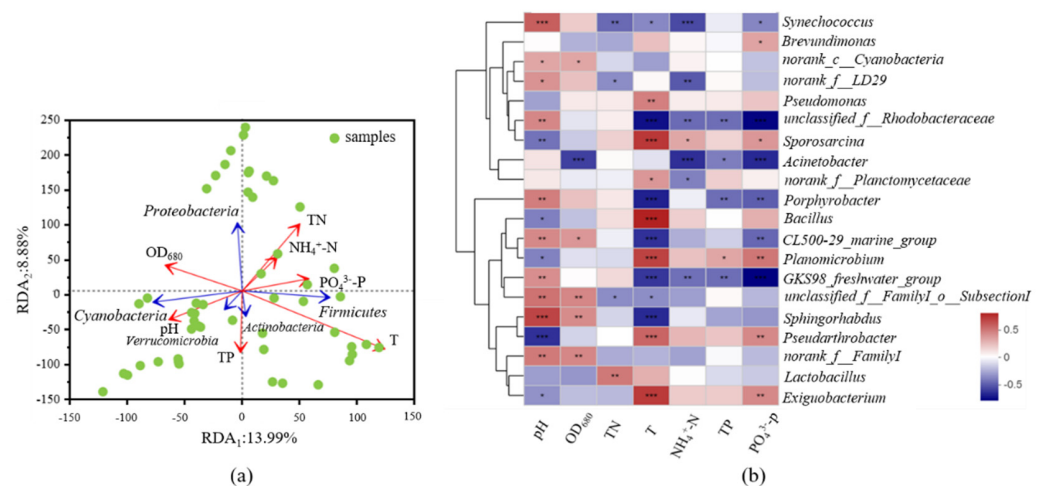 250
200
150
100
50
0
-50
-100
-150
-150
-100
-50
0
50
100
150
RDA₂:8.88%
RDA₁:13.99%
samples
Proteobacteria
TN
NH₄⁺-N
OD₆₈₀
PO₄³⁻-P
Firmicutes
Cyanobacteria
pH
Actinobacteria
Verrucomicrobia
TP
T
(a)
(b)
*** ** * *** * Synechococcus
* Brevundimonas
* * norank_c__Cyanobacteria
* * ** norank_f__LD29
** Pseudomonas
** *** ** ** *** unclassified_f__Rhodobacteraceae
** *** * * Sporosarcina
*** *** * *** Acinetobacter
* * norank_f__Planctomycetaceae
** *** ** ** Porphyrobacter
* *** Bacillus
** * *** ** CL500-29_marine_group
* *** * ** Planomicrobium
** *** ** ** *** GKS98_freshwater_group
** ** * * unclassified_f__FamilyI_o__SubsectionI
*** ** *** Sphingorhabdus
*** *** ** Pseudarthrobacter
** ** norank_f__FamilyI
** Lactobacillus
* *** ** Exiguobacterium
pH
OD₆₈₀
TN
T
NH₄⁺-N
TP
PO₄³⁻-p
0.5
0
-0.5